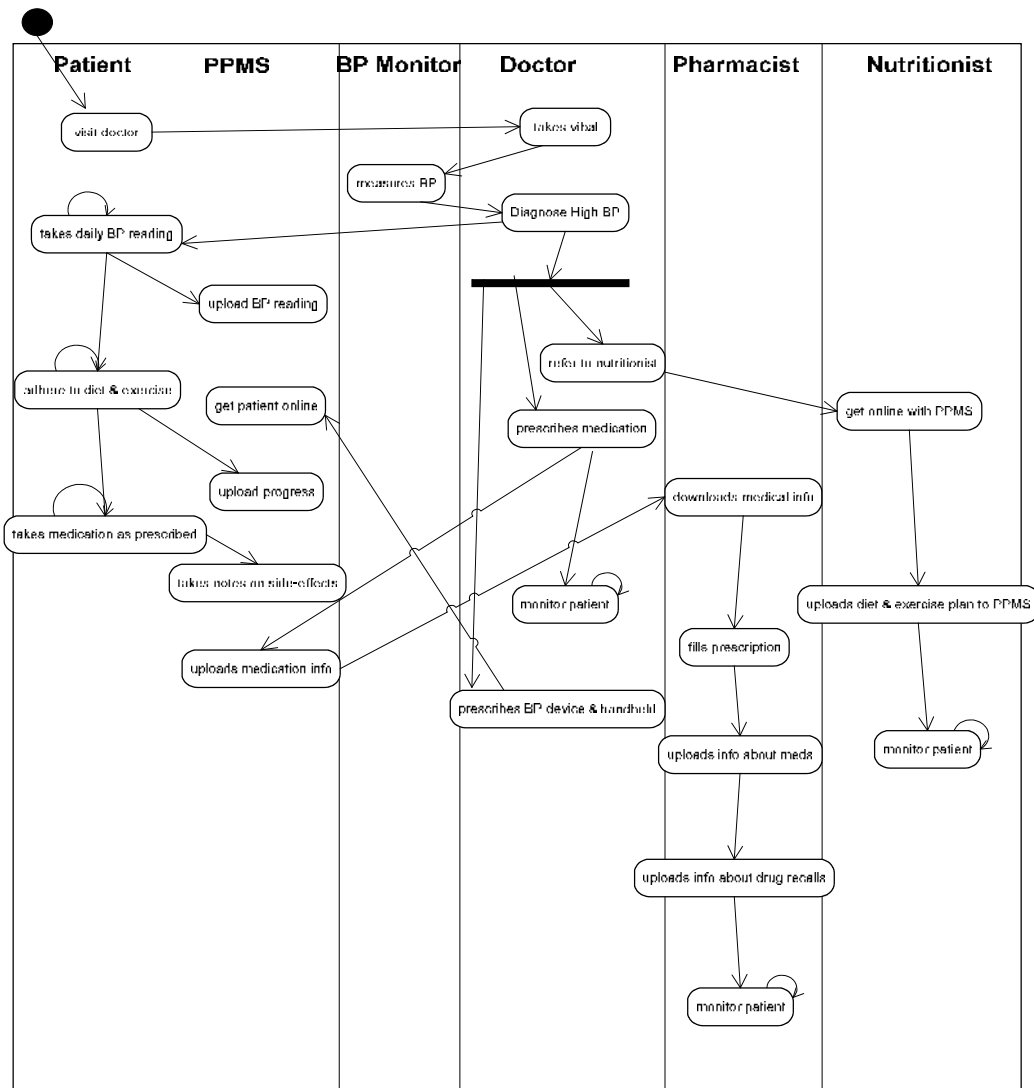 Patient PPMS BP Monitor Doctor Pharmacist Nutritionist
visit doctor
takes vital
measures BP
Diagnose High BP
takes daily BP reading
upload BP reading
refer to nutritionist
adhere to diet & exercise
get patient online
get online with PPMS
prescribes medication
upload progress
downloads medical info
takes medication as prescribed
takes notes on side-effects
monitor patient
uploads diet & exercise plan to PPMS
fills prescription
uploads medication info
prescribes BP device & handheld
uploads info about meds
monitor patient
uploads info about drug recalls
monitor patient